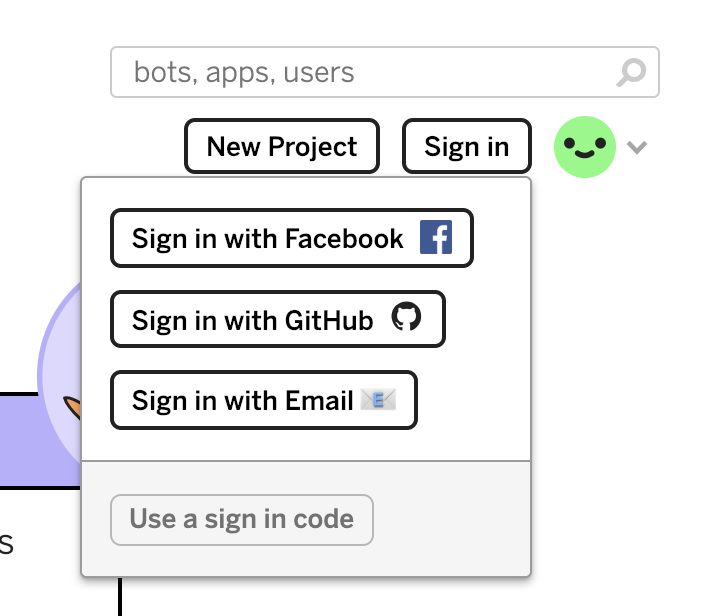 bots, apps, users
New Project
Sign in
Sign in with Facebook
Sign in with GitHub
Sign in with Email
Use a sign in code
s